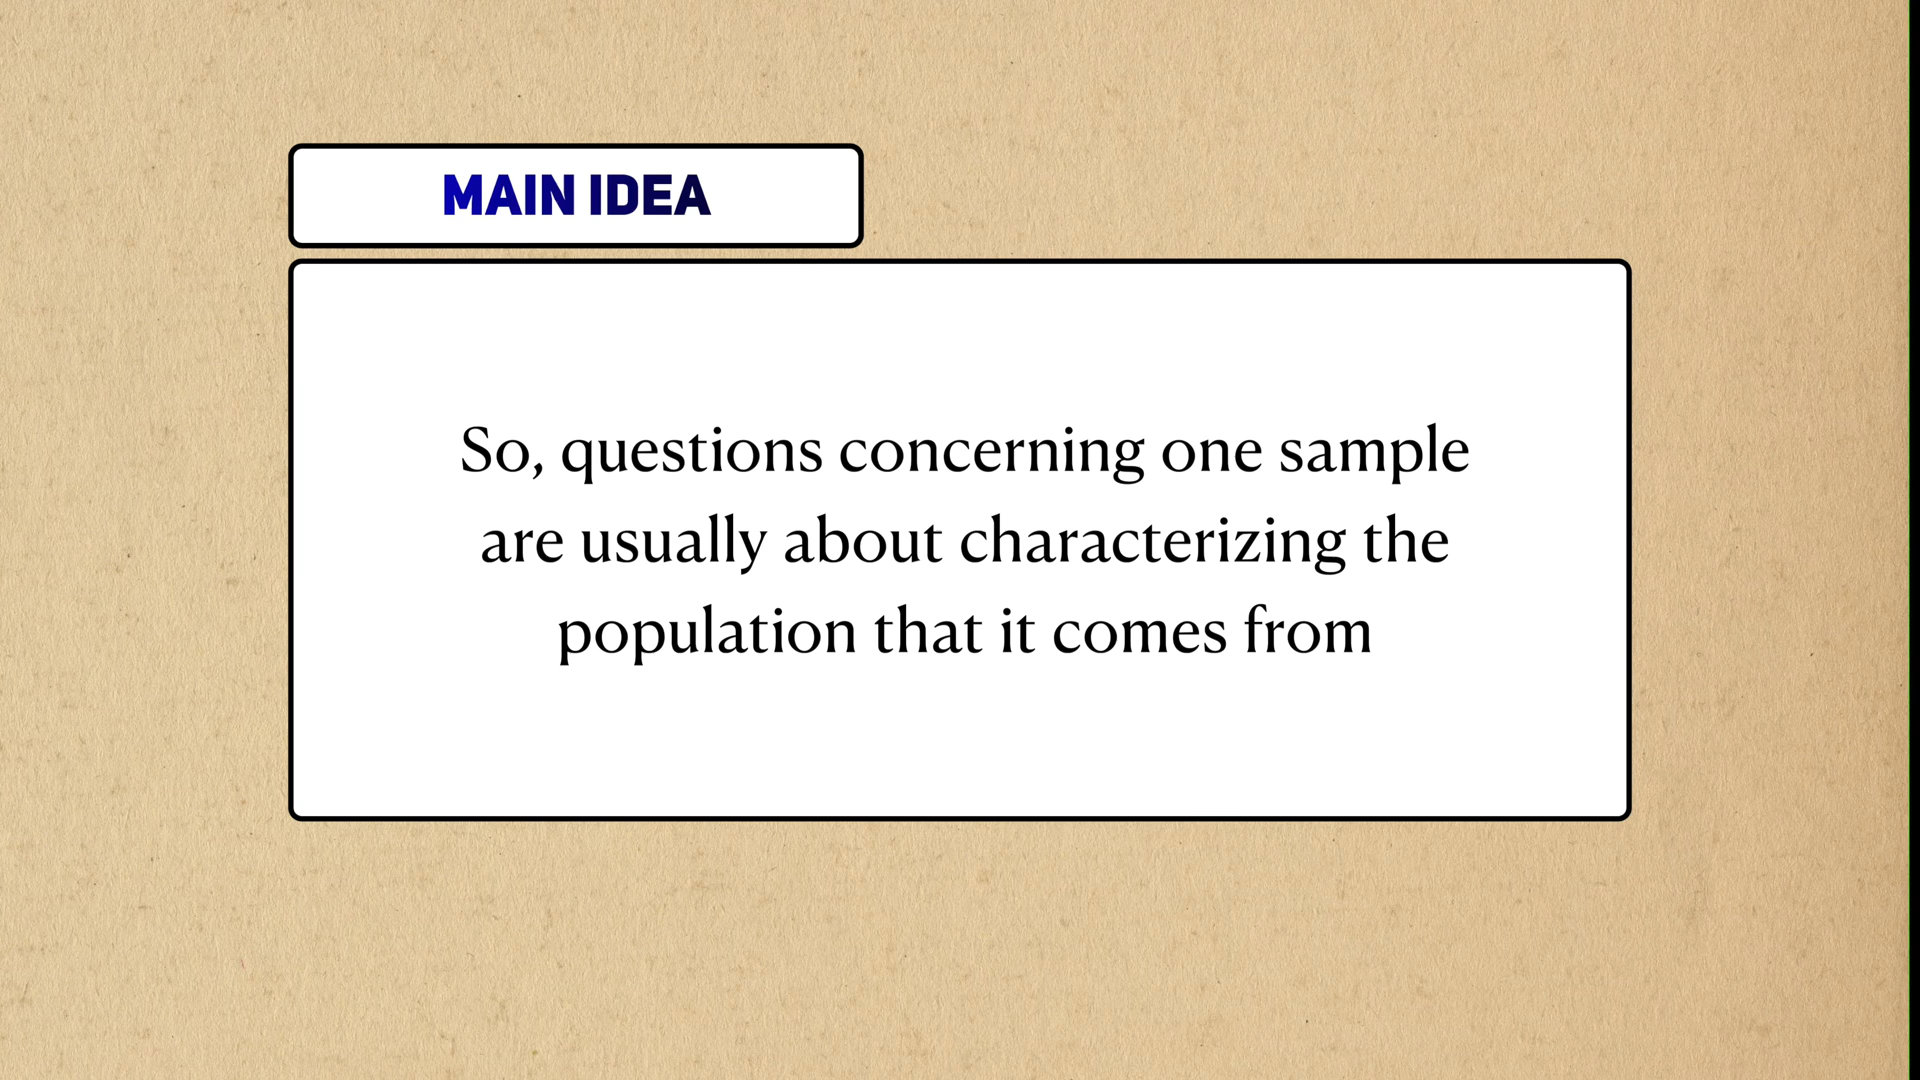 MAIN IDEA
So, questions concerning one sample
are usually about characterizing the
population that it comes from